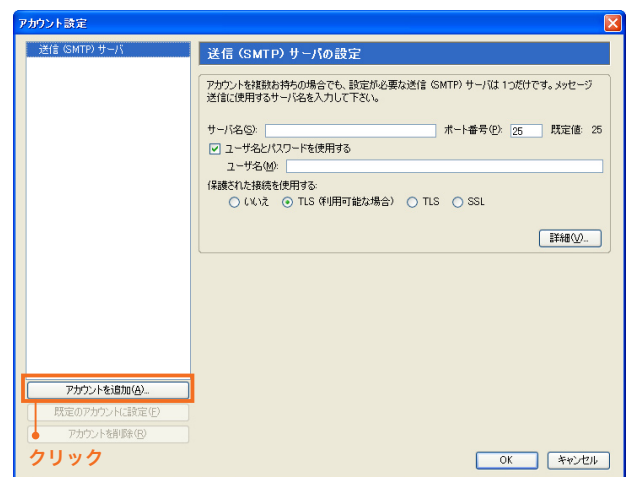 アカウント設定
送信 (SMTP) サーバ
送信 (SMTP) サーバの設定
アカウントを複数お持ちの場合でも、設定が必要な送信 (SMTP) サーバは 1つだけです。メッセージ
送信に使用するサーバ名を入力して下さい。
サーバ名(S): ポート番号(P): 25 既定値: 25
ユーザ名とパスワードを使用する
ユーザ名(M):
保護された接続を使用する:
いいえ TLS (利用可能な場合) TLS SSL
詳細(V)...
アカウントを追加(A)...
既定のアカウントに設定(F)
アカウントを削除(R)
クリック
OK キャンセル